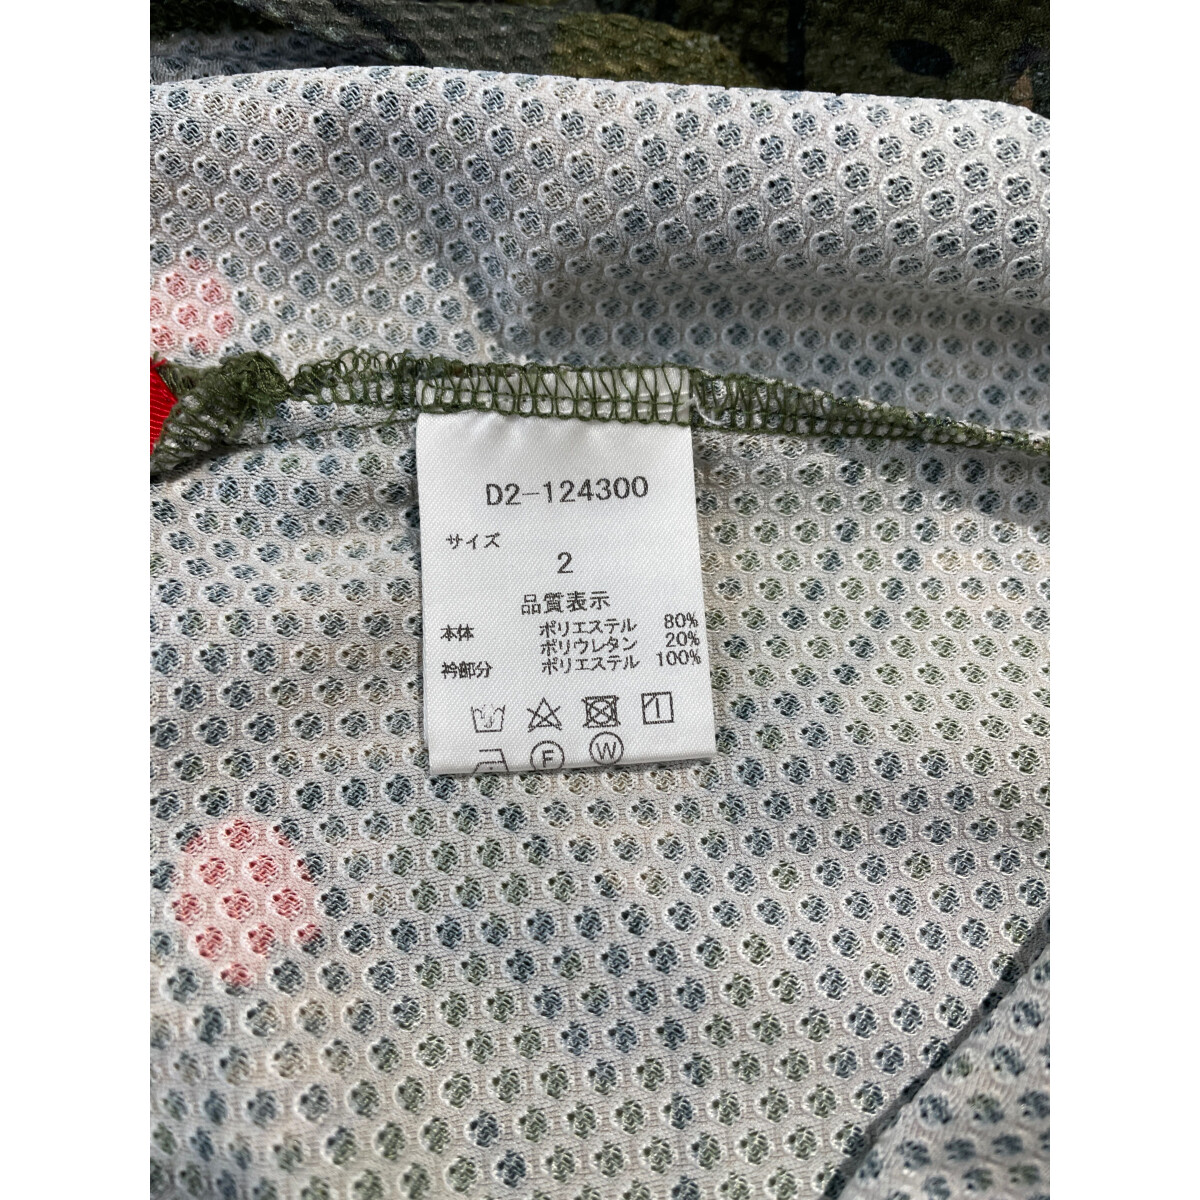 D2-124300
サイズ
2
品質表示
本体 ポリエステル 80%
ポリウレタン 20%
衿部分 ポリエステル 100%
F W